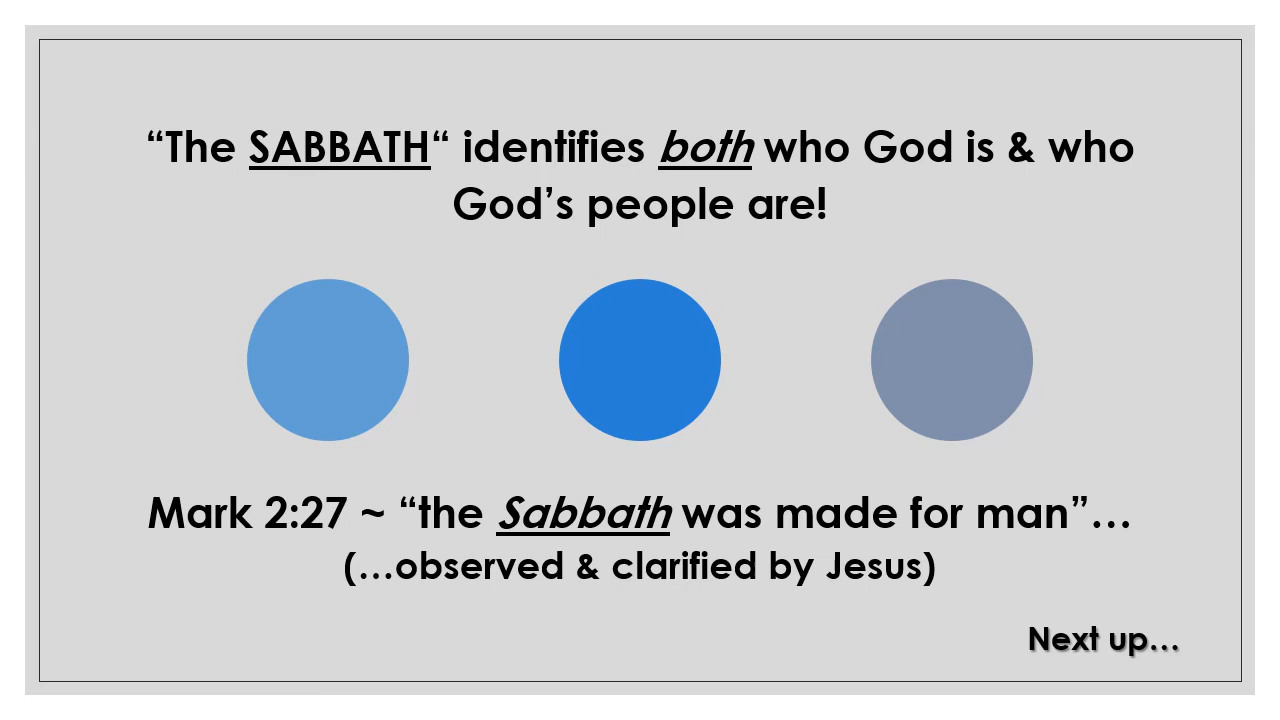 “The SABBATH“ identifies both who God is & who
God’s people are!
Mark 2:27 ~ “the Sabbath was made for man”…
(…observed & clarified by Jesus)
Next up…